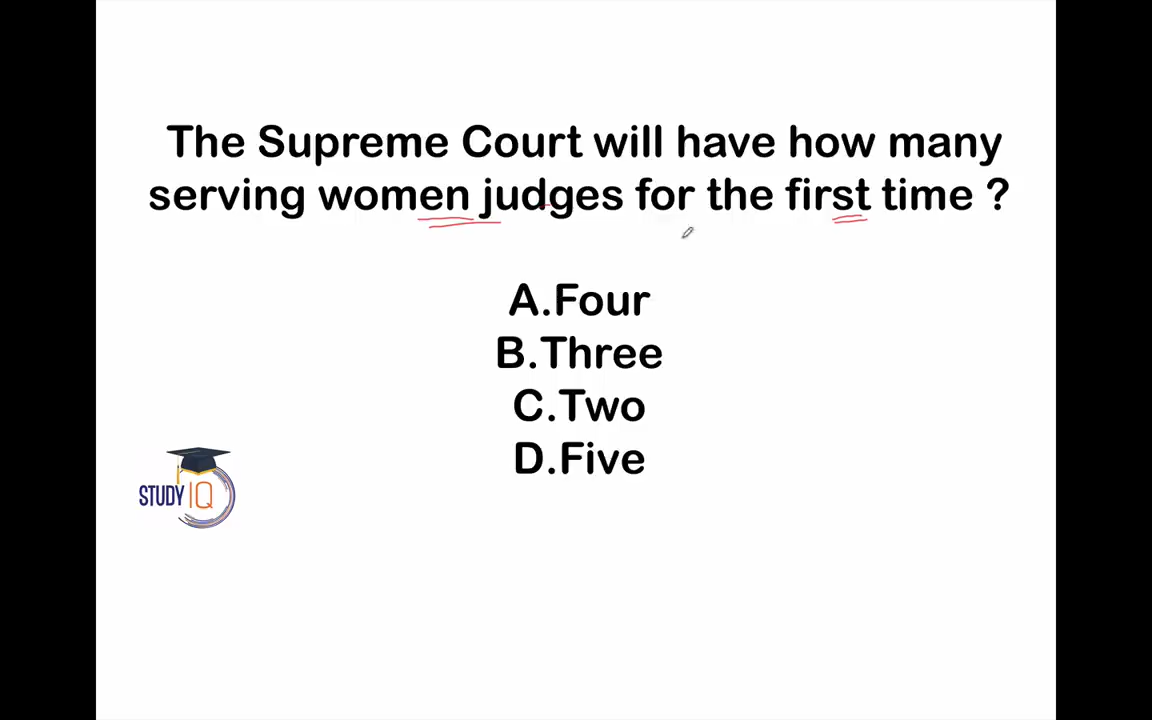 The Supreme Court will have how many
serving women judges for the first time ?
A.Four
B.Three
C.Two
D.Five
STUDY IQ